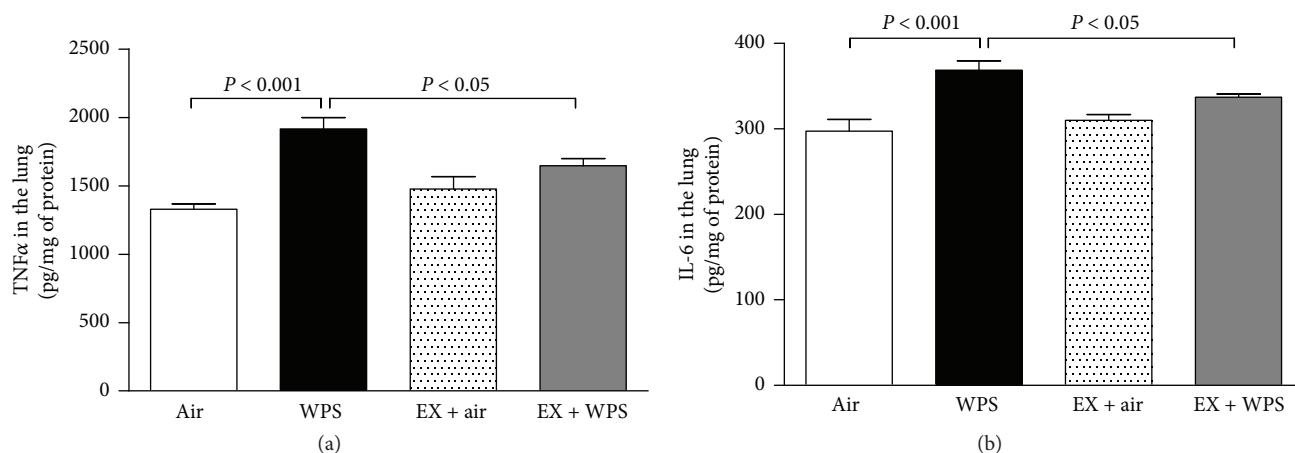 TNFα in the lung
(pg/mg of protein)
2500
2000
1500
1000
500
0
P < 0.001
P < 0.05
Air
WPS
EX + air
EX + WPS
(a)
IL-6 in the lung
(pg/mg of protein)
400
300
200
300
0
P < 0.001
P < 0.05
Air
WPS
EX + air
EX + WPS
(b)